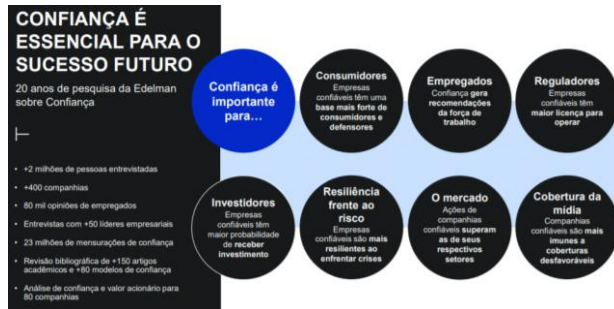 CONFIANÇA É
ESSENCIAL PARA O
SUCESSO FUTURO
20 anos de pesquisa da Edelman
sobre Confiança
• +2 milhões de pessoas entrevistadas
• +400 companhias
• 80 mil opiniões de empregados
• Entrevistas com +50 líderes empresariais
• 23 milhões de mensurações de confiança
• Revisão bibliográfica de +150 artigos
acadêmicos e +80 modelos de confiança
• Análise de confiança e valor acionário para
80 companhias
Confiança é
importante
para…
Consumidores
Empresas
confiáveis têm uma
base mais forte de
consumidores e
defensores
Empregados
Confiança gera
recomendações
da força de
trabalho
Reguladores
Empresas
confiáveis têm
maior licença para
operar
Investidores
Empresas
confiáveis têm
maior probabilidade
de receber
investimento
Resiliência
frente ao
risco
Empresas
confiáveis são mais
resilientes ao
enfrentar crises
O mercado
Ações de
companhias
confiáveis superam
as de seus
respectivos
setores
Cobertura da
mídia
Companhias
confiáveis são mais
imunes a
coberturas
desfavoráveis